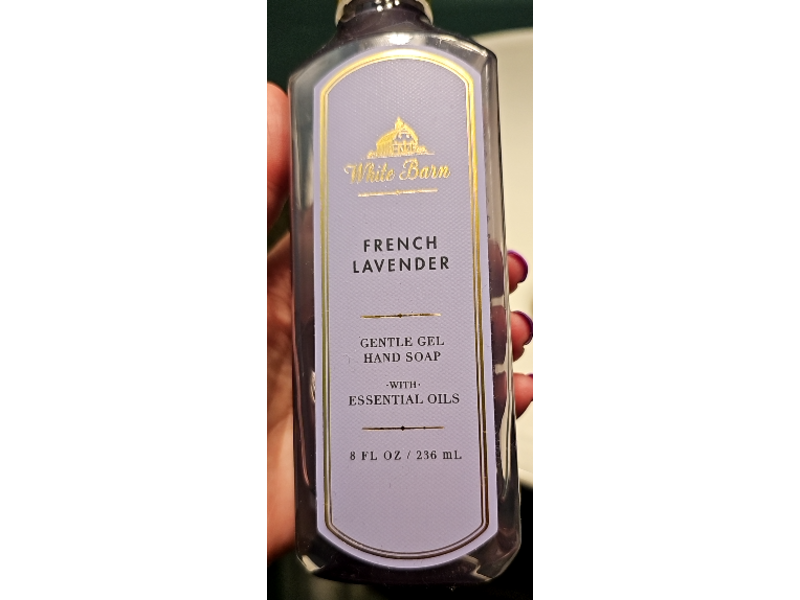 White Barn
FRENCH
LAVENDER
GENTLE GEL
HAND SOAP
·WITH·
ESSENTIAL OILS
8 FL OZ / 236 mL